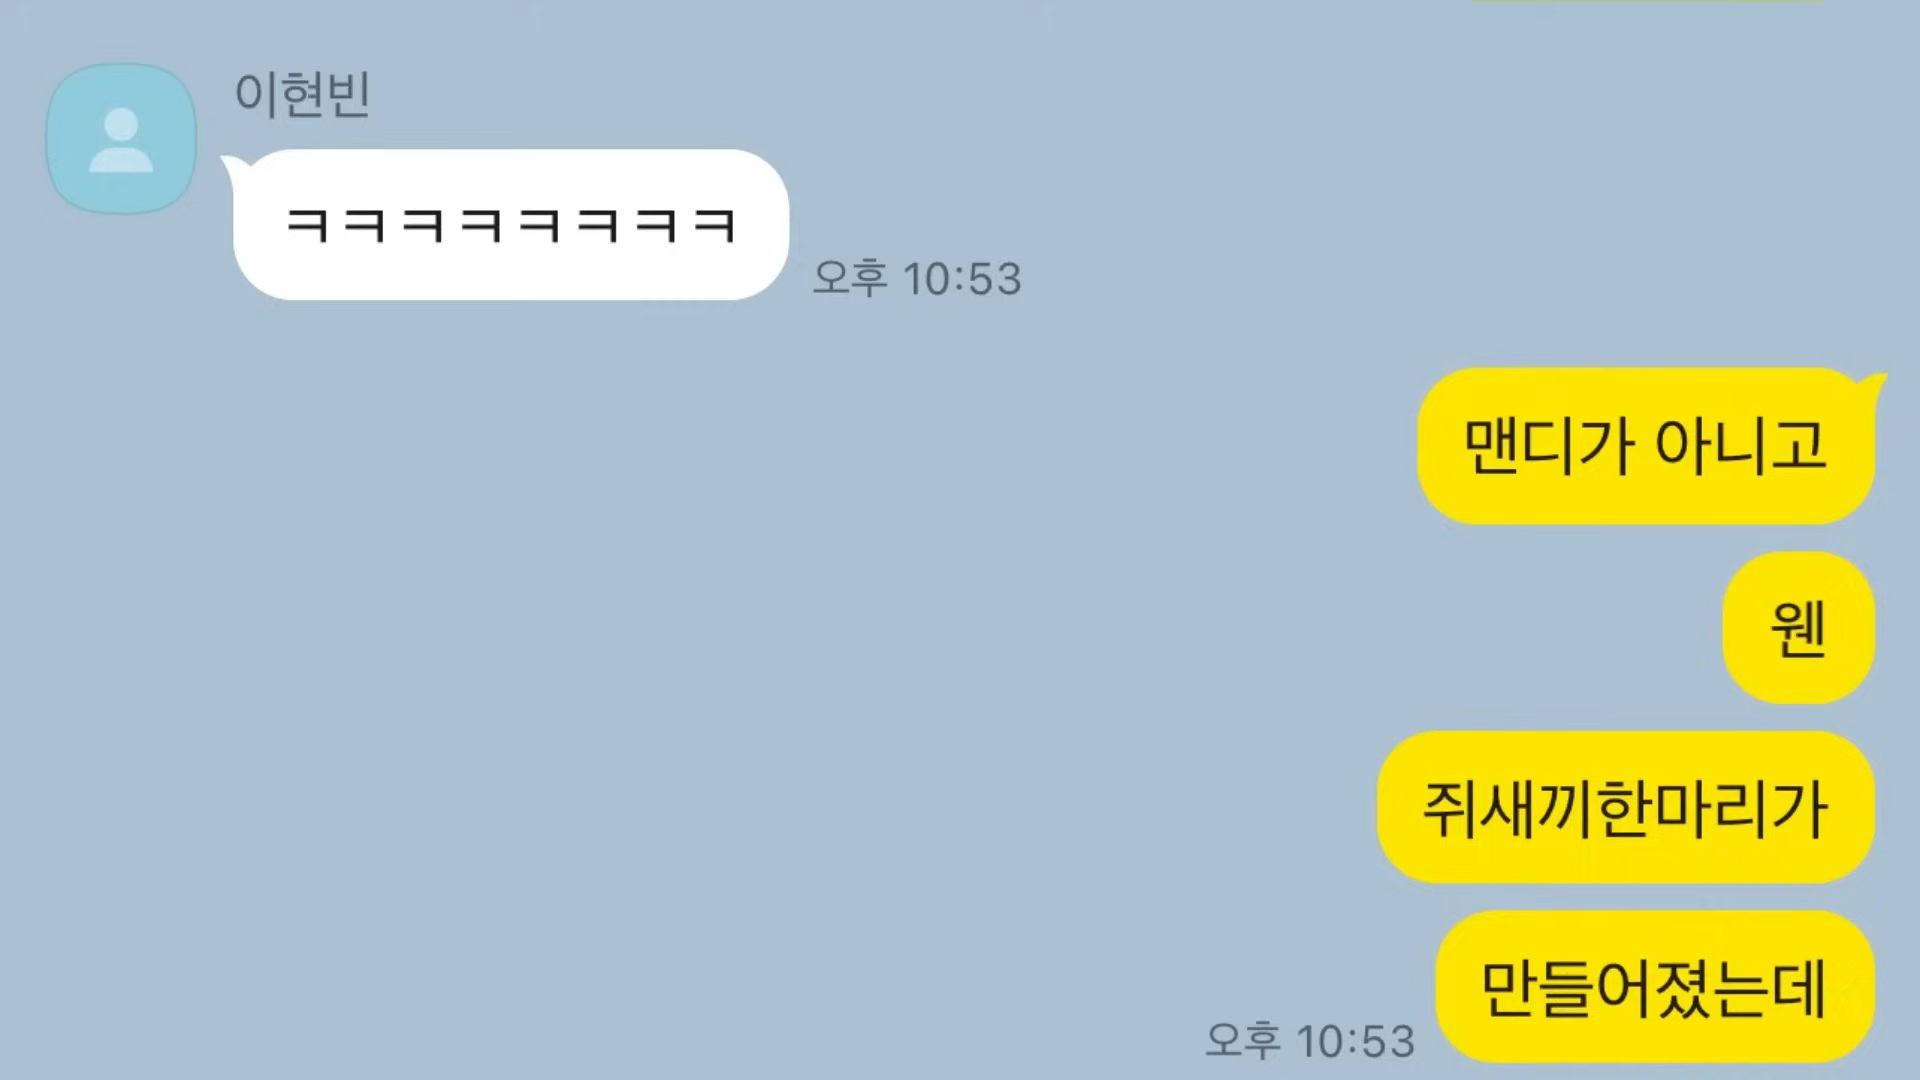 이현빈
ㅋㅋㅋㅋㅋㅋㅋㅋ
오후 10:53
맨디가 아니고
웬
쥐새끼한마리가
만들어졌는데
오후 10:53